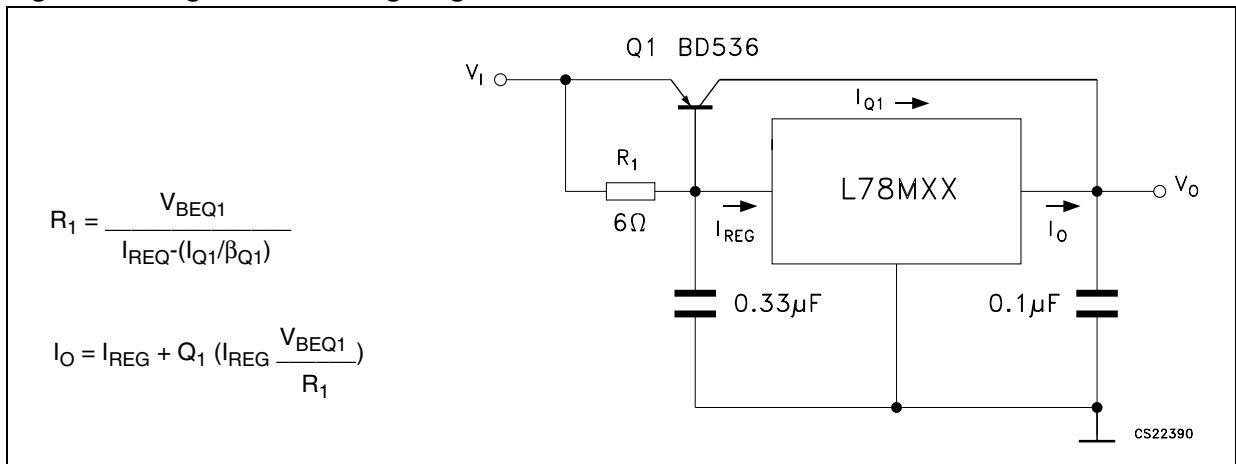 Q1 BD536
V_I
I_Q1
R_1
6Ω
L78MXX
V_O
I_REG
I_O
0.33µF
0.1µF
R_1 = V_BEQ1 / I_REQ-(I_Q1/β_Q1)
I_O = I_REG + Q_1 (I_REG V_BEQ1 / R_1)
CS22390